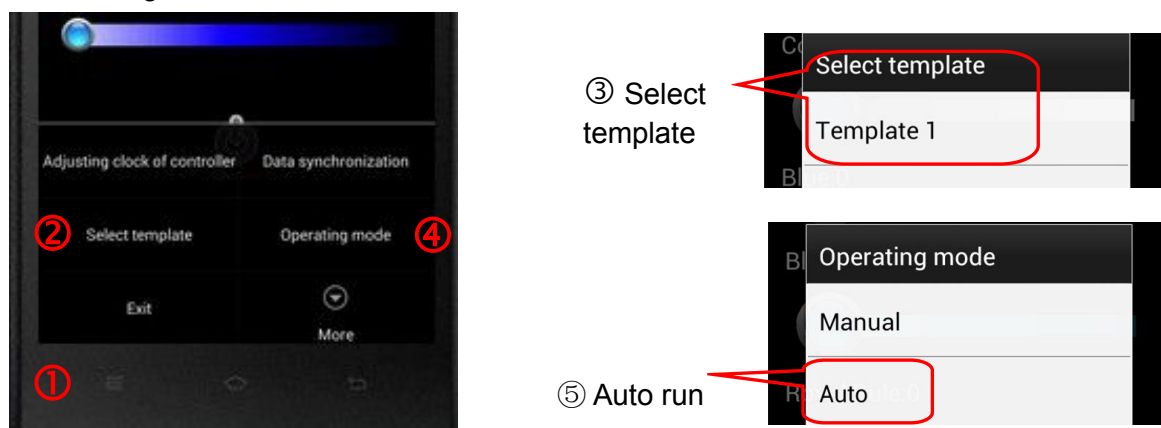 Adjusting clock of controller Data synchronization
② Select template Operating mode ④
Exit
More
①
③ Select
template
Select template
Template 1
Operating mode
Manual
⑤ Auto run
Auto